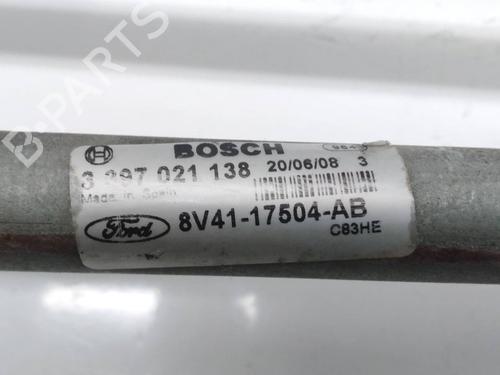 BOSCH
3 397 021 138 20/06/08 3
Made in Spain
Ford
8V41-17504-AB
C83HE
B-PARTS